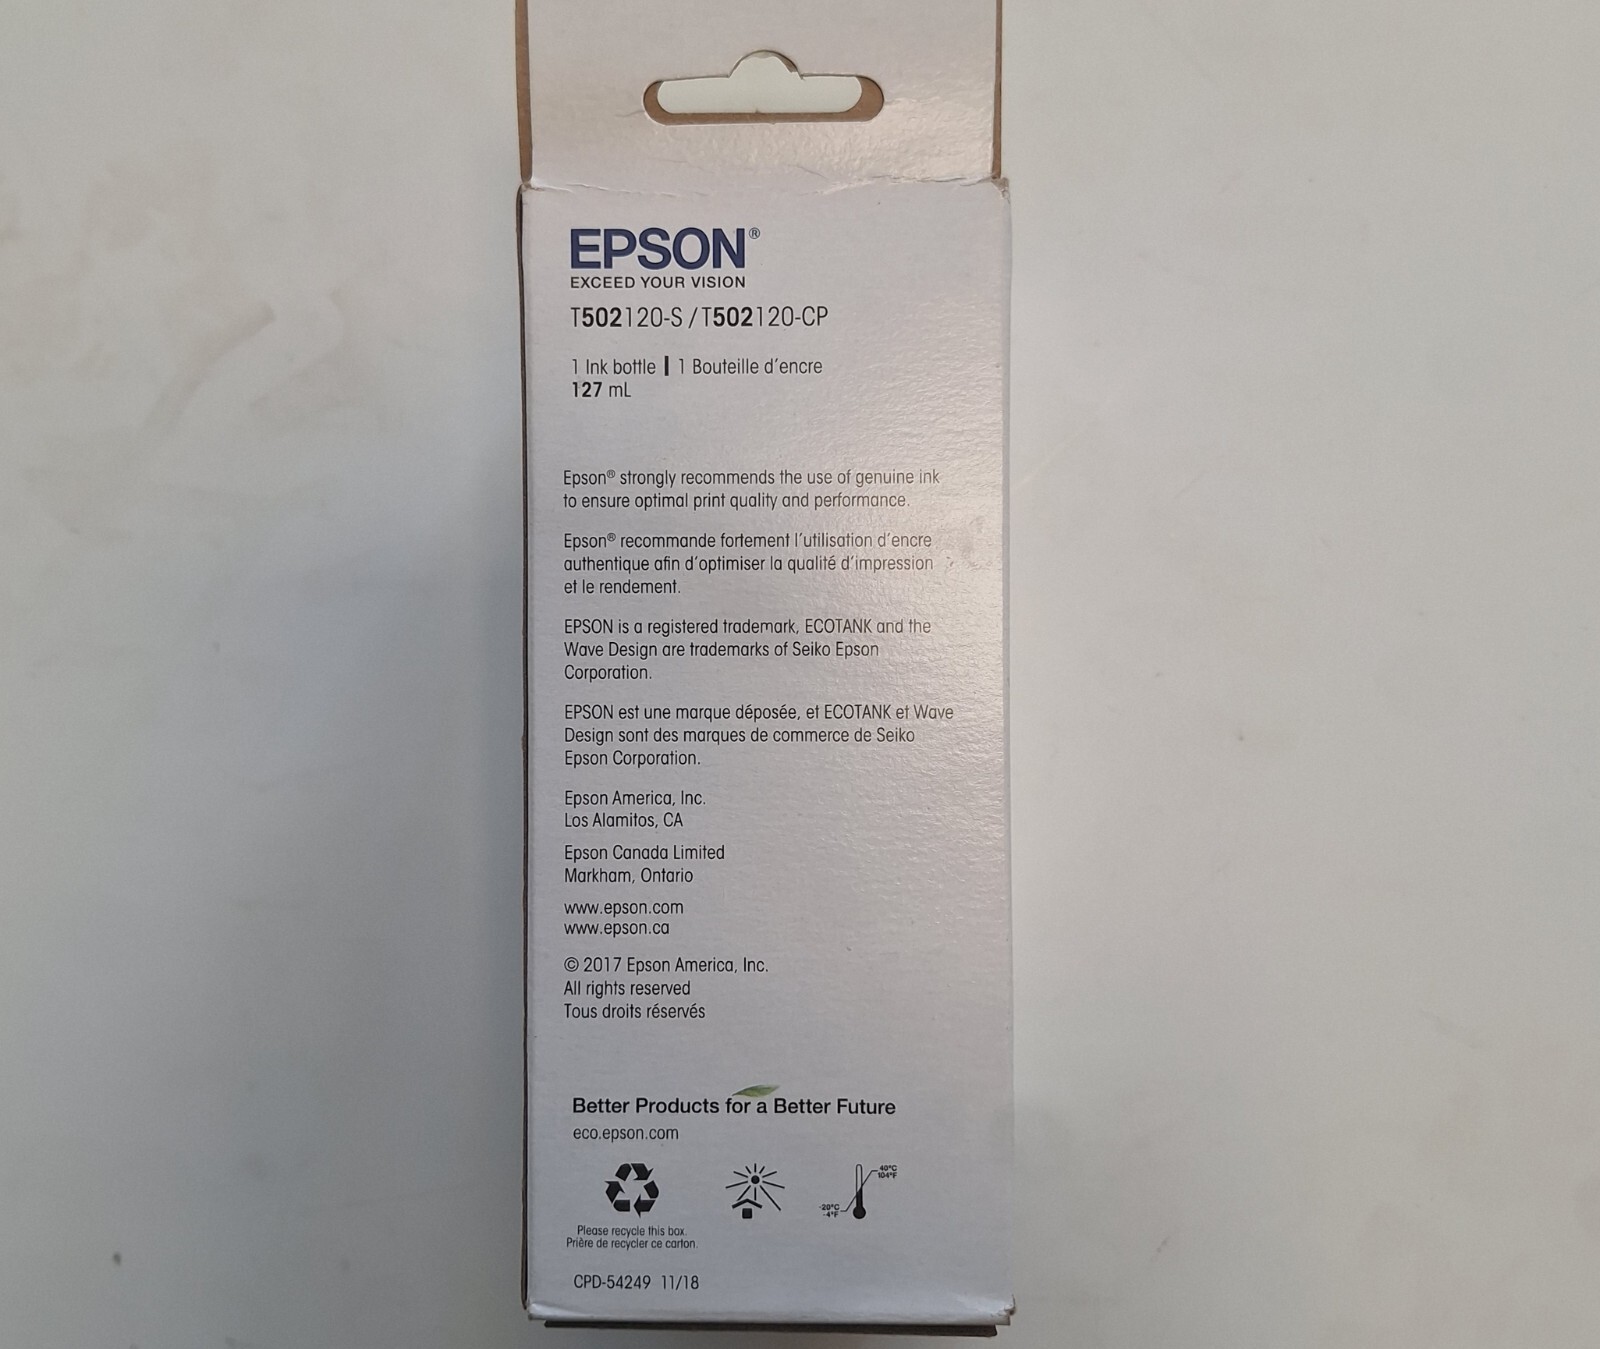 EPSON®
EXCEED YOUR VISION
T502120-S / T502120-CP
1 Ink bottle | 1 Bouteille d'encre
127 mL
Epson® strongly recommends the use of genuine ink
to ensure optimal print quality and performance.
Epson® recommande fortement l'utilisation d'encre
authentique afin d'optimiser la qualité d'impression
et le rendement.
EPSON is a registered trademark, ECOTANK and the
Wave Design are trademarks of Seiko Epson
Corporation.
EPSON est une marque déposée, et ECOTANK et Wave
Design sont des marques de commerce de Seiko
Epson Corporation.
Epson America, Inc.
Los Alamitos, CA
Epson Canada Limited
Markham, Ontario
www.epson.com
www.epson.ca
© 2017 Epson America, Inc.
All rights reserved
Tous droits réservés
Better Products for a Better Future
eco.epson.com
40°C
104°F
-20°C
-4°F
Please recycle this box.
Prière de recycler ce carton.
CPD-54249 11/18